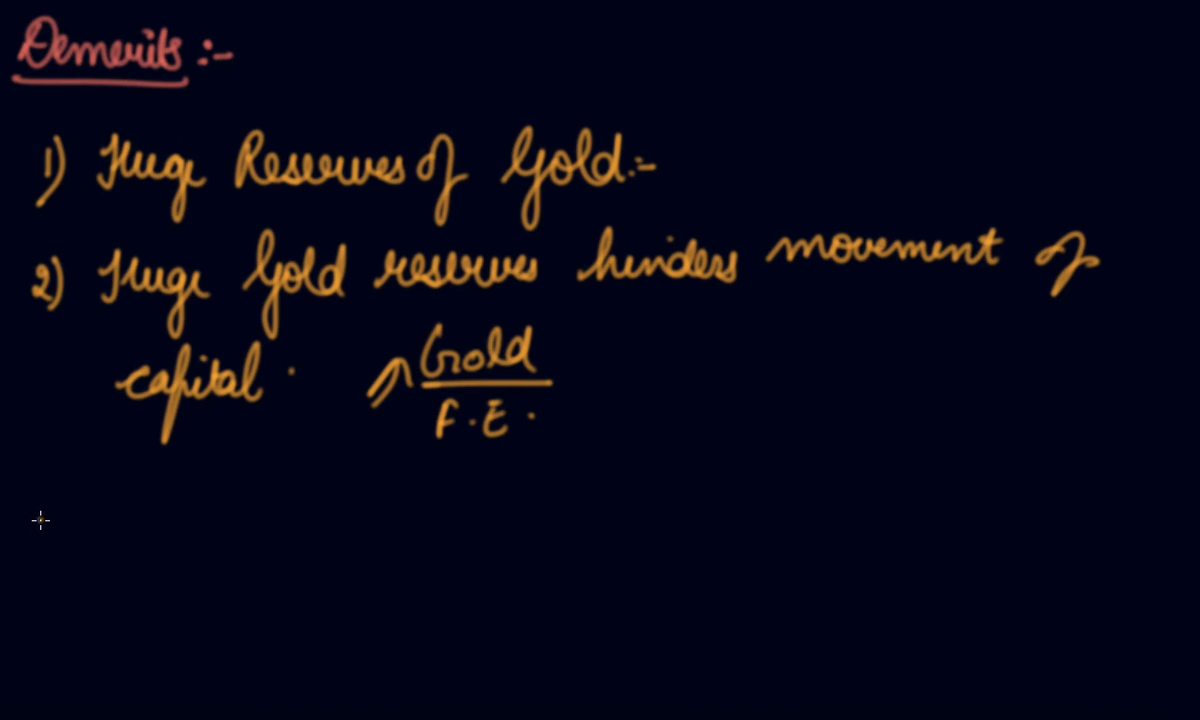 Demerits :-
1) Huge Reserves of Gold :-
2) Huge Gold reserves hinders movement of
capital. ↗ Gold
F.E.